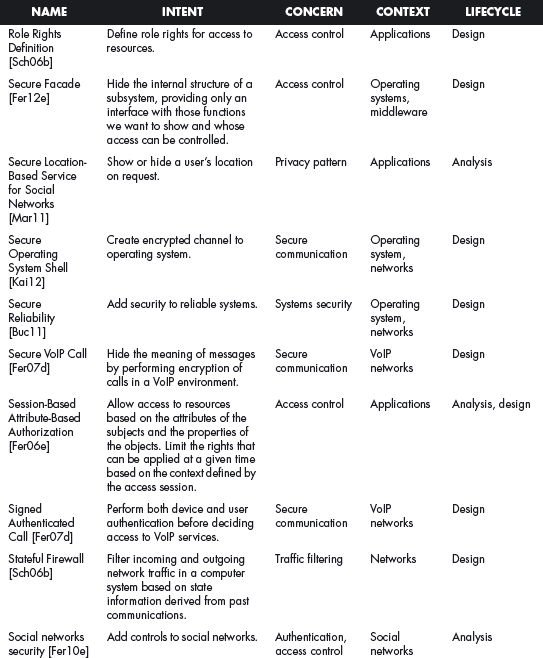 NAME INTENT CONCERN CONTEXT LIFECYCLE
Role Rights Define role rights for access to Access control Applications Design
Definition resources.
[Sch06b]
Secure Facade Hide the internal structure of a Access control Operating Design
[Fer12e] subsystem, providing only an systems,
interface with those functions middleware
we want to show and whose
access can be controlled.
Secure Location- Show or hide a user's location Privacy pattern Applications Analysis
Based Service on request.
for Social
Networks
[Mar11]
Secure Create encrypted channel to Secure Operating Design
Operating operating system. communication system,
System Shell networks
[Kai12]
Secure Add security to reliable systems. Systems security Operating Design
Reliability system,
[Buc11] networks
Secure VoIP Call Hide the meaning of messages Secure VoIP Design
[Fer07d] by performing encryption of communication networks
calls in a VoIP environment.
Session-Based Allow access to resources Access control Applications Analysis, design
Attribute-Based based on the attributes of the
Authorization subjects and the properties of
[Fer06e] the objects. Limit the rights that
can be applied at a given time
based on the context defined by
the access session.
Signed Perform both device and user Secure VoIP Design
Authenticated authentication before deciding communication networks
Call [Fer07d] access to VoIP services.
Stateful Firewall Filter incoming and outgoing Traffic filtering Networks Design
[Sch06b] network traffic in a computer
system based on state
information derived from past
communications.
Social networks Add controls to social networks. Authentication, Social Analysis
security [Fer10e] access control networks